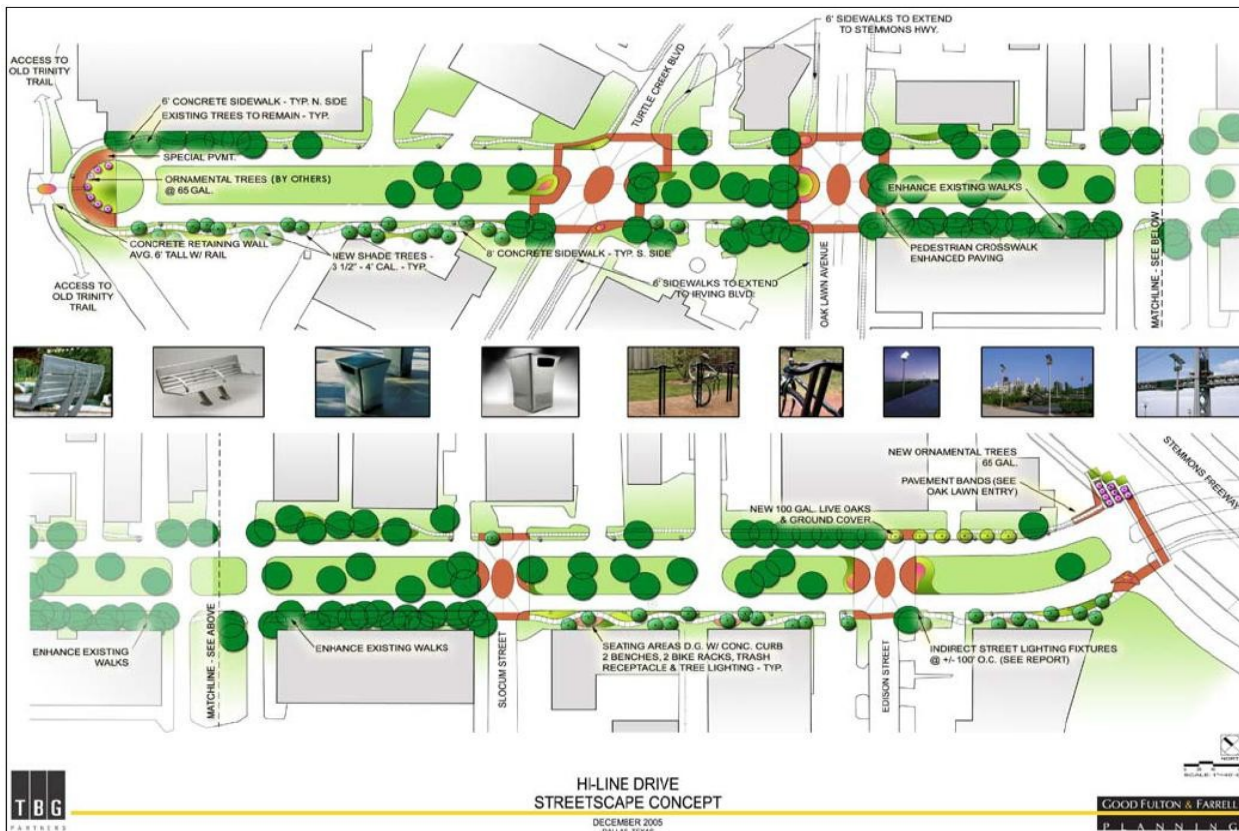 6' SIDEWALKS TO EXTEND
TO STEMMONS HWY.
ACCESS TO
OLD TRINITY
TRAIL
TURTLE CREEK BLVD
6' CONCRETE SIDEWALK - TYP. N. SIDE
EXISTING TREES TO REMAIN - TYP.
SPECIAL PVMT.
ORNAMENTAL TREES (BY OTHERS)
@ 65 GAL.
ENHANCE EXISTING WALKS
CONCRETE RETAINING WALL
AVG. 6' TALL W/ RAIL
NEW SHADE TREES -
3 1/2" - 4' CAL. - TYP.
8' CONCRETE SIDEWALK - TYP. S. SIDE
PEDESTRIAN CROSSWALK
ENHANCED PAVING
6' SIDEWALKS TO EXTEND
TO IRVING BLVD.
ACCESS TO
OLD TRINITY
TRAIL
OAK LAWN AVENUE
MATCHLINE - SEE BELOW
STEMMONS FREEWAY
NEW ORNAMENTAL TREES
65 GAL.
PAVEMENT BANDS (SEE
OAK LAWN ENTRY)
NEW 100 GAL. LIVE OAKS
& GROUND COVER
ENHANCE EXISTING
WALKS
MATCHLINE - SEE ABOVE
ENHANCE EXISTING WALKS
SLOCUM STREET
SEATING AREAS D.G. W/ CONC. CURB
2 BENCHES, 2 BIKE RACKS, TRASH
RECEPTACLE & TREE LIGHTING - TYP.
EDISON STREET
INDIRECT STREET LIGHTING FIXTURES
@ +/- 100' O.C. (SEE REPORT)
NORTH
TBG
PARTNERS
HI-LINE DRIVE
STREETSCAPE CONCEPT
DECEMBER 2005
DALLAS, TEXAS
GOOD FULTON & FARRELL
PLANNING